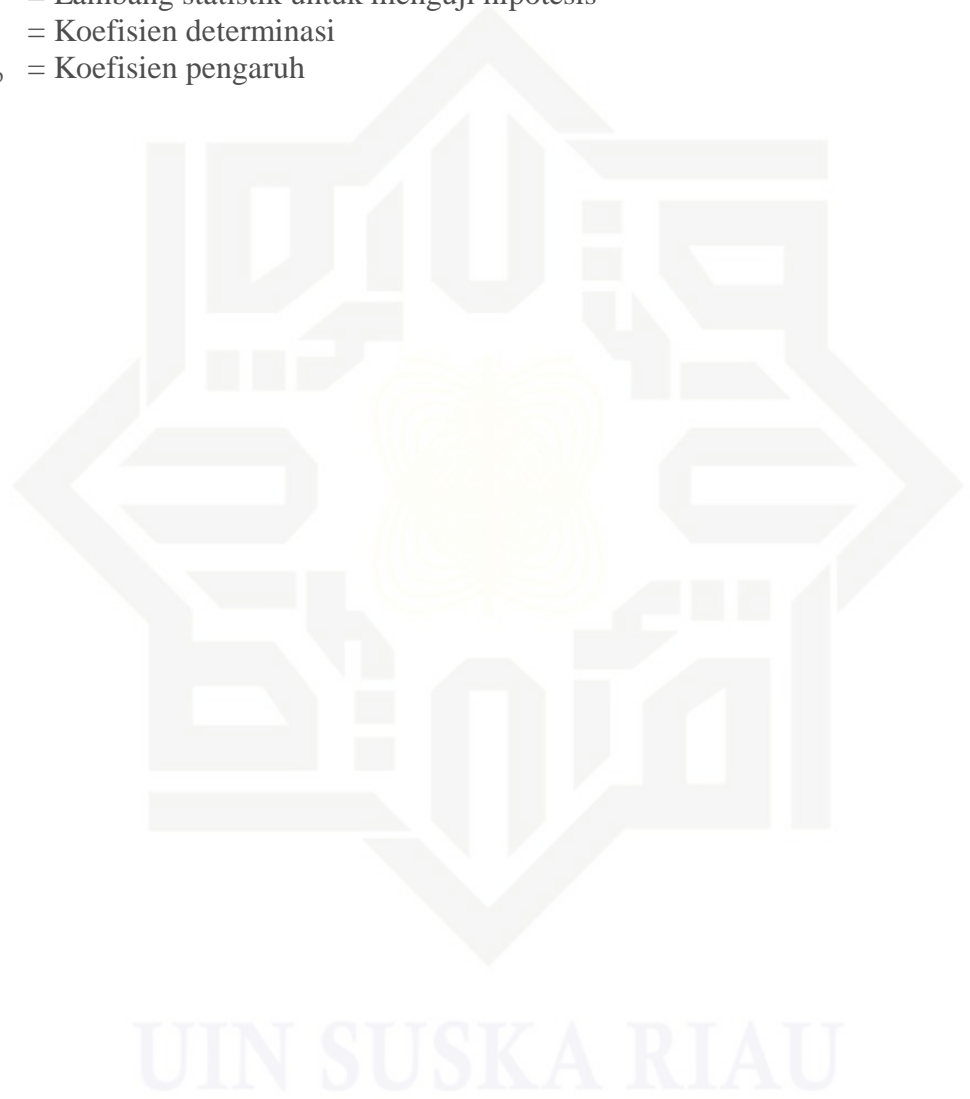 = Lambang statistik untuk menguji hipotesis
= Koefisien determinasi
= Koefisien pengaruh
UIN SUSKA RIAU